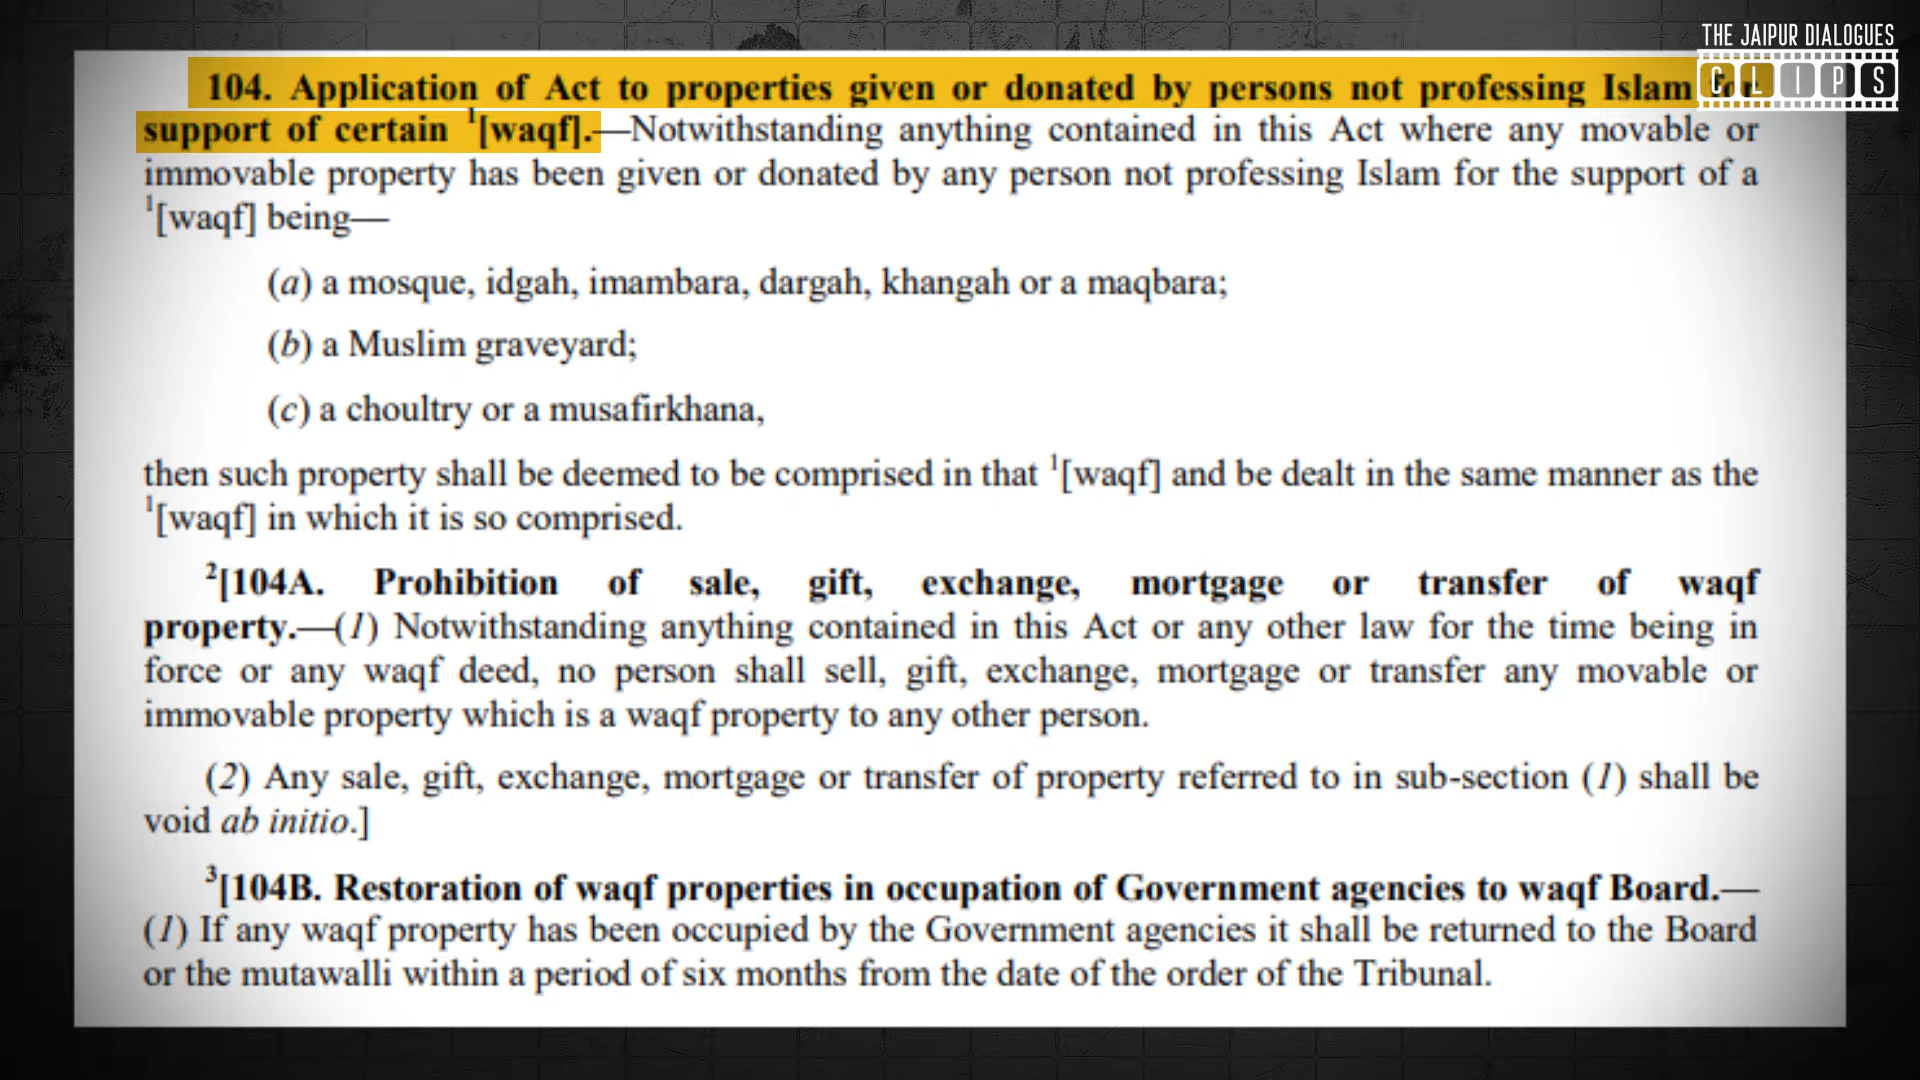 THE JAIPUR DIALOGUES
CLIPS
104. Application of Act to properties given or donated by persons not professing Islam for
support of certain ¹[waqf].—Notwithstanding anything contained in this Act where any movable or
immovable property has been given or donated by any person not professing Islam for the support of a
¹[waqf] being—
(a) a mosque, idgah, imambara, dargah, khangah or a maqbara;
(b) a Muslim graveyard;
(c) a choultry or a musafirkhana,
then such property shall be deemed to be comprised in that ¹[waqf] and be dealt in the same manner as the
¹[waqf] in which it is so comprised.
²[104A. Prohibition of sale, gift, exchange, mortgage or transfer of waqf
property.—(1) Notwithstanding anything contained in this Act or any other law for the time being in
force or any waqf deed, no person shall sell, gift, exchange, mortgage or transfer any movable or
immovable property which is a waqf property to any other person.
(2) Any sale, gift, exchange, mortgage or transfer of property referred to in sub-section (1) shall be
void ab initio.]
³[104B. Restoration of waqf properties in occupation of Government agencies to waqf Board.—
(1) If any waqf property has been occupied by the Government agencies it shall be returned to the Board
or the mutawalli within a period of six months from the date of the order of the Tribunal.